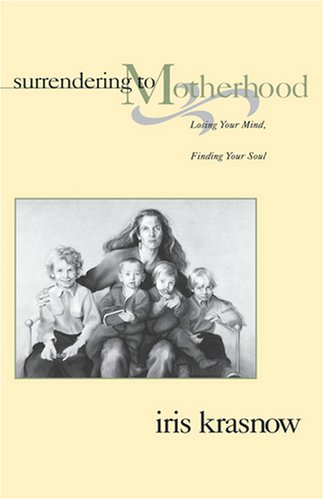 surrendering to Motherhood
Losing Your Mind,
Finding Your Soul
iris krasnow